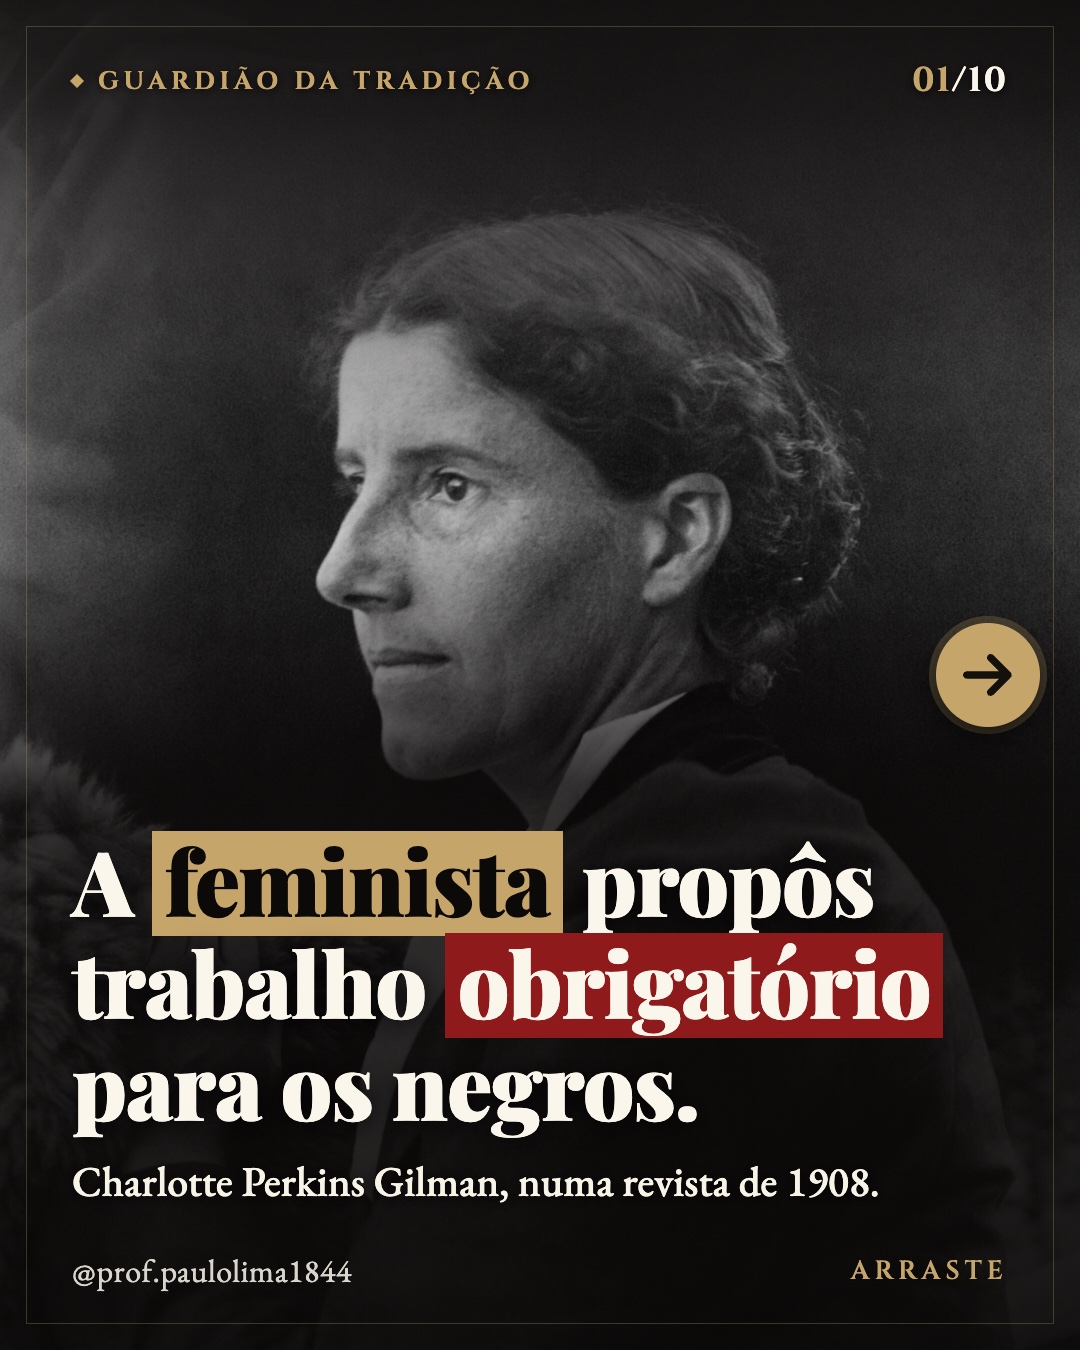 GUARDIÃO DA TRADIÇÃO
01/10
A feminista propôs
trabalho obrigatório
para os negros.
Charlotte Perkins Gilman, numa revista de 1908.
@prof.paulolima1844
ARRASTE